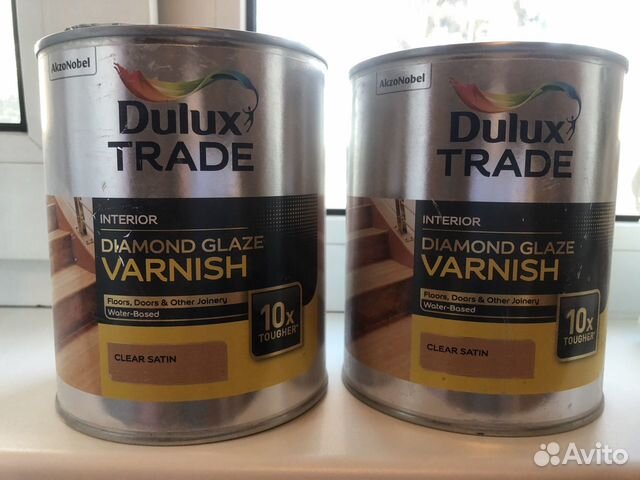 AkzoNobel
Dulux
TRADE
INTERIOR
DIAMOND GLAZE
VARNISH
Floors, Doors & Other Joinery
Water-Based
10x
TOUGHER*
CLEAR SATIN
AkzoNobel
Dulux
TRADE
INTERIOR
DIAMOND GLAZE
VARNISH
Floors, Doors & Other Joinery
Water-Based
10x
TOUGHER*
CLEAR SATIN
Avito